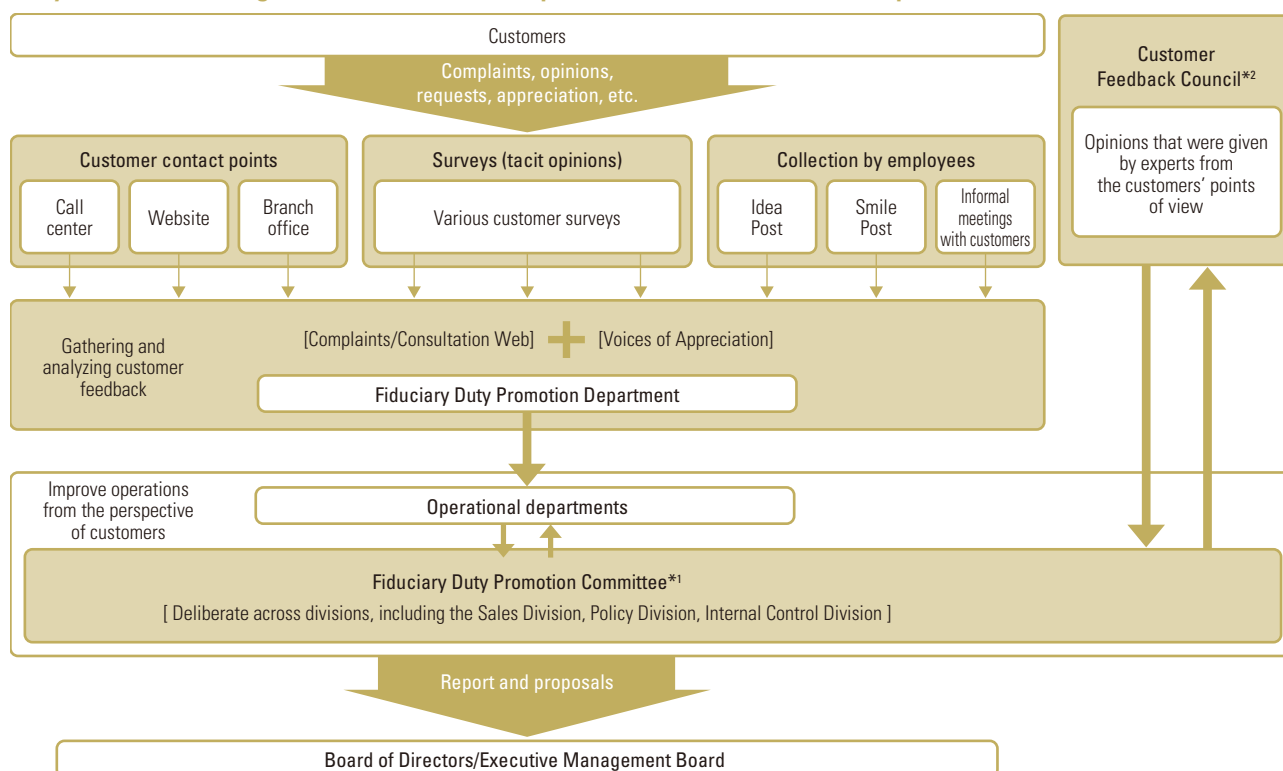 Customers
Complaints, opinions,
requests, appreciation, etc.
Customer
Feedback Council*2
Opinions that were given
by experts from
the customers' points
of view
Customer contact points
Call
center
Website
Branch
office
Surveys (tacit opinions)
Various customer surveys
Collection by employees
Idea
Post
Smile
Post
Informal
meetings
with customers
Gathering and
analyzing customer
feedback
[Complaints/Consultation Web]
[Voices of Appreciation]
Fiduciary Duty Promotion Department
Improve operations
from the perspective
of customers
Operational departments
Fiduciary Duty Promotion Committee*1
[ Deliberate across divisions, including the Sales Division, Policy Division, Internal Control Division ]
Report and proposals
Board of Directors/Executive Management Board